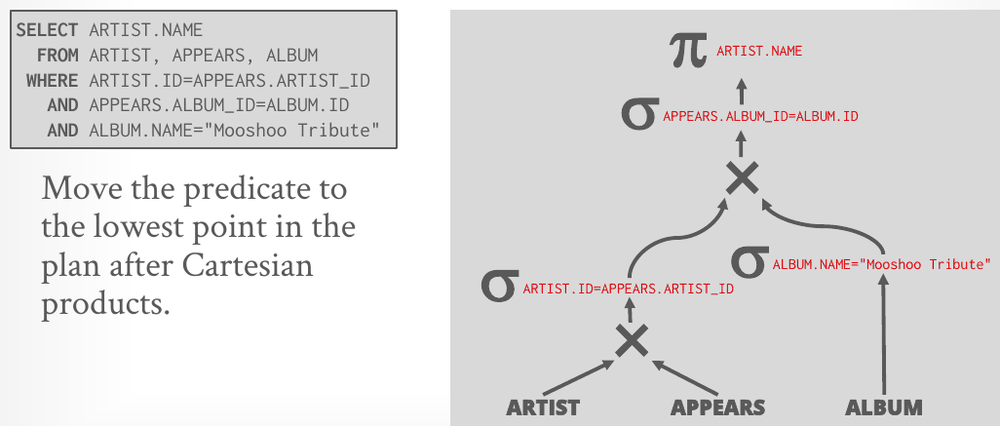 SELECT ARTIST.NAME
FROM ARTIST, APPEARS, ALBUM
WHERE ARTIST.ID=APPEARS.ARTIST_ID
AND APPEARS.ALBUM_ID=ALBUM.ID
AND ALBUM.NAME="Mooshoo Tribute"
Move the predicate to
the lowest point in the
plan after Cartesian
products.
π ARTIST.NAME
σ APPEARS.ALBUM_ID=ALBUM.ID
×
σ ALBUM.NAME="Mooshoo Tribute"
σ ARTIST.ID=APPEARS.ARTIST_ID
×
ARTIST APPEARS ALBUM